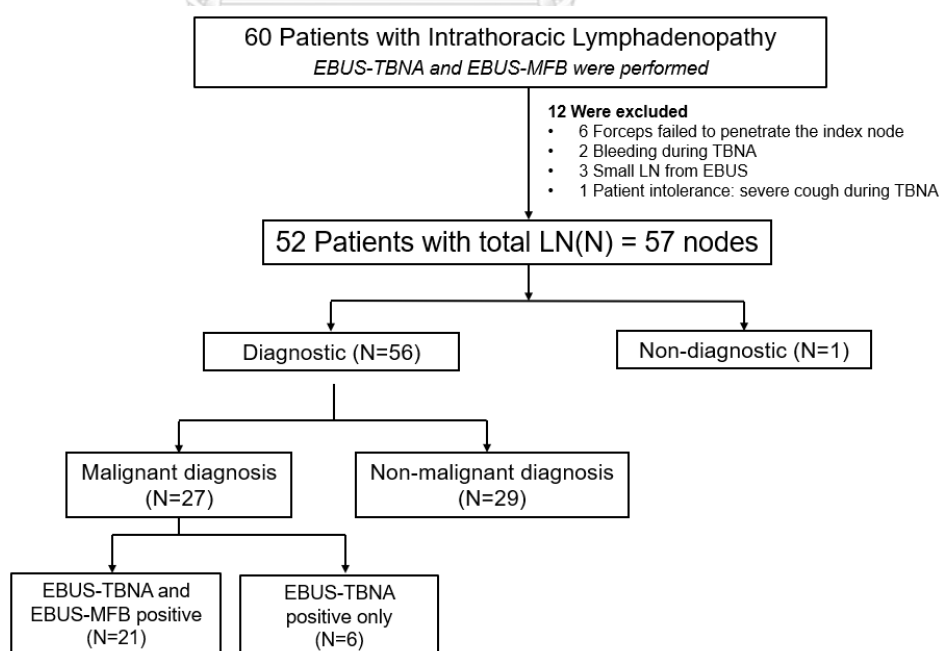 60 Patients with Intrathoracic Lymphadenopathy
EBUS-TBNA and EBUS-MFB were performed
12 Were excluded
• 6 Forceps failed to penetrate the index node
• 2 Bleeding during TBNA
• 3 Small LN from EBUS
• 1 Patient intolerance: severe cough during TBNA
52 Patients with total LN(N) = 57 nodes
Diagnostic (N=56)
Non-diagnostic (N=1)
Malignant diagnosis
(N=27)
Non-malignant diagnosis
(N=29)
EBUS-TBNA and
EBUS-MFB positive
(N=21)
EBUS-TBNA
positive only
(N=6)